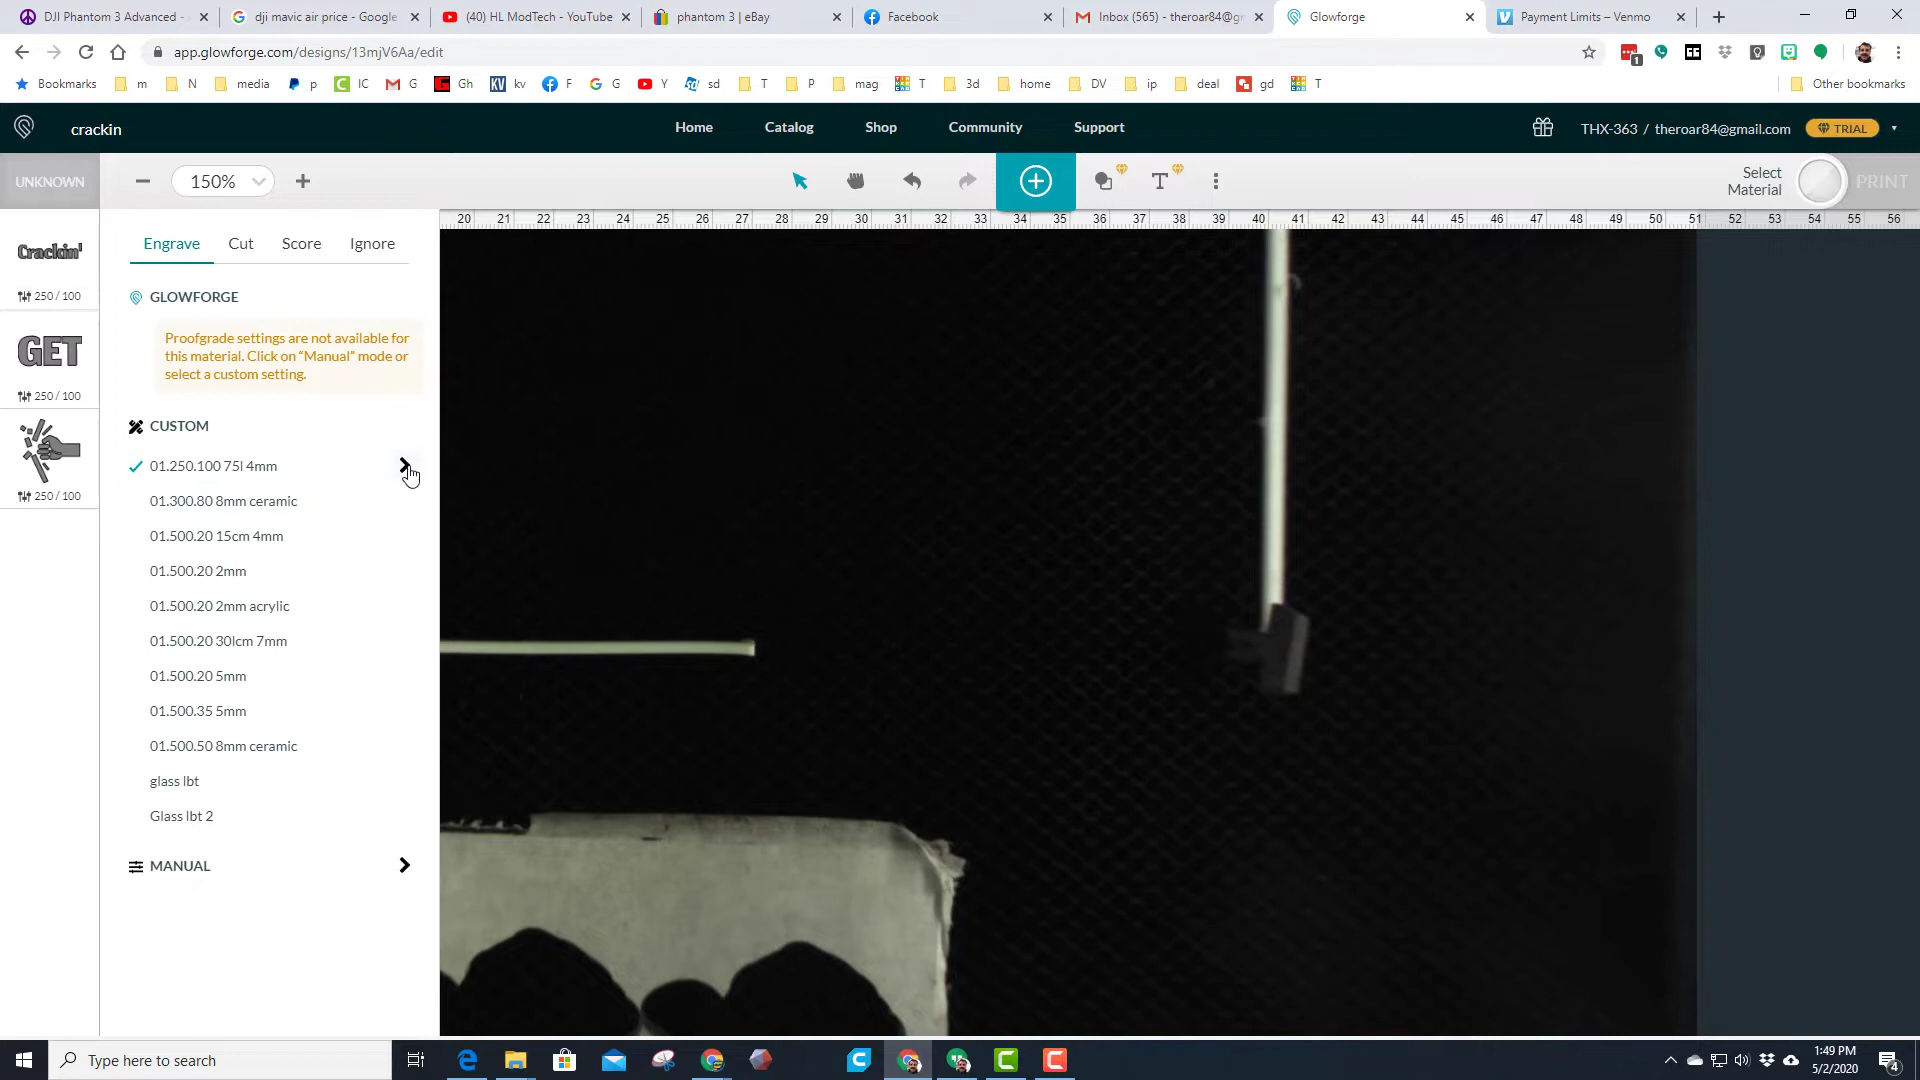 DJI Phantom 3 Advanced -
dji mavic air price - Google
(40) HL ModTech - YouTube
phantom 3 | eBay
Facebook
Inbox (565) - theroar84@g
Glowforge
Payment Limits – Venmo
app.glowforge.com/designs/13mjV6Aa/edit
Bookmarks m N media p IC G Gh kv F G Y sd T P mag T 3d home DV ip deal gd T Other bookmarks
crackin
Home Catalog Shop Community Support
THX-363 / theroar84@gmail.com TRIAL
UNKNOWN
150%
Select
Material
PRINT
20 21 22 23 24 25 26 27 28 29 30 31 32 33 34 35 36 37 38 39 40 41 42 43 44 45 46 47 48 49 50 51 52 53 54 55 56
Crackin'
250 / 100
GET
250 / 100
250 / 100
Engrave Cut Score Ignore
GLOWFORGE
Proofgrade settings are not available for
this material. Click on “Manual” mode or
select a custom setting.
CUSTOM
01.250.100 75l 4mm
01.300.80 8mm ceramic
01.500.20 15cm 4mm
01.500.20 2mm
01.500.20 2mm acrylic
01.500.20 30lcm 7mm
01.500.20 5mm
01.500.35 5mm
01.500.50 8mm ceramic
glass lbt
Glass lbt 2
MANUAL
Type here to search
1:49 PM
5/2/2020
4